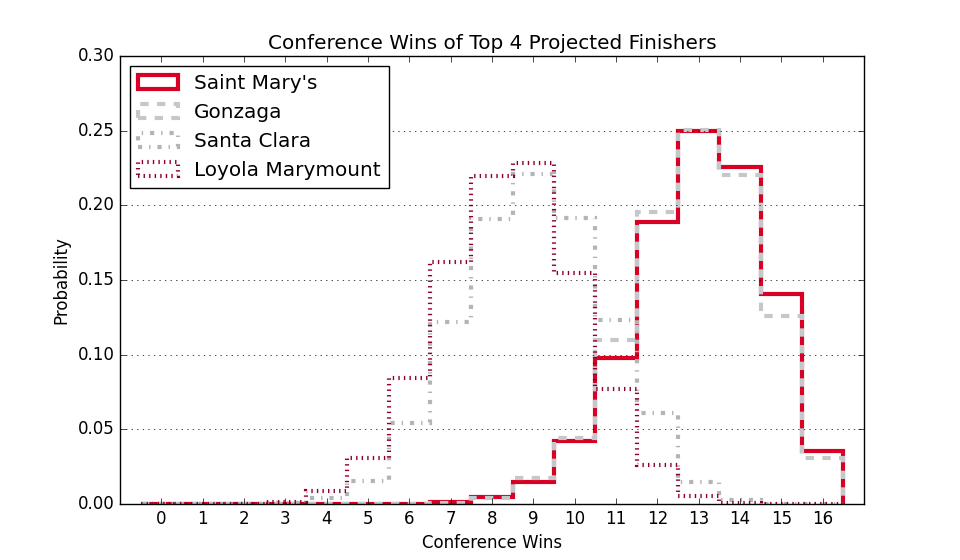 Conference Wins of Top 4 Projected Finishers
0.30
0.25
0.20
0.15
0.10
0.05
0.00
Probability
Saint Mary's
Gonzaga
Santa Clara
Loyola Marymount
0 1 2 3 4 5 6 7 8 9 10 11 12 13 14 15 16
Conference Wins